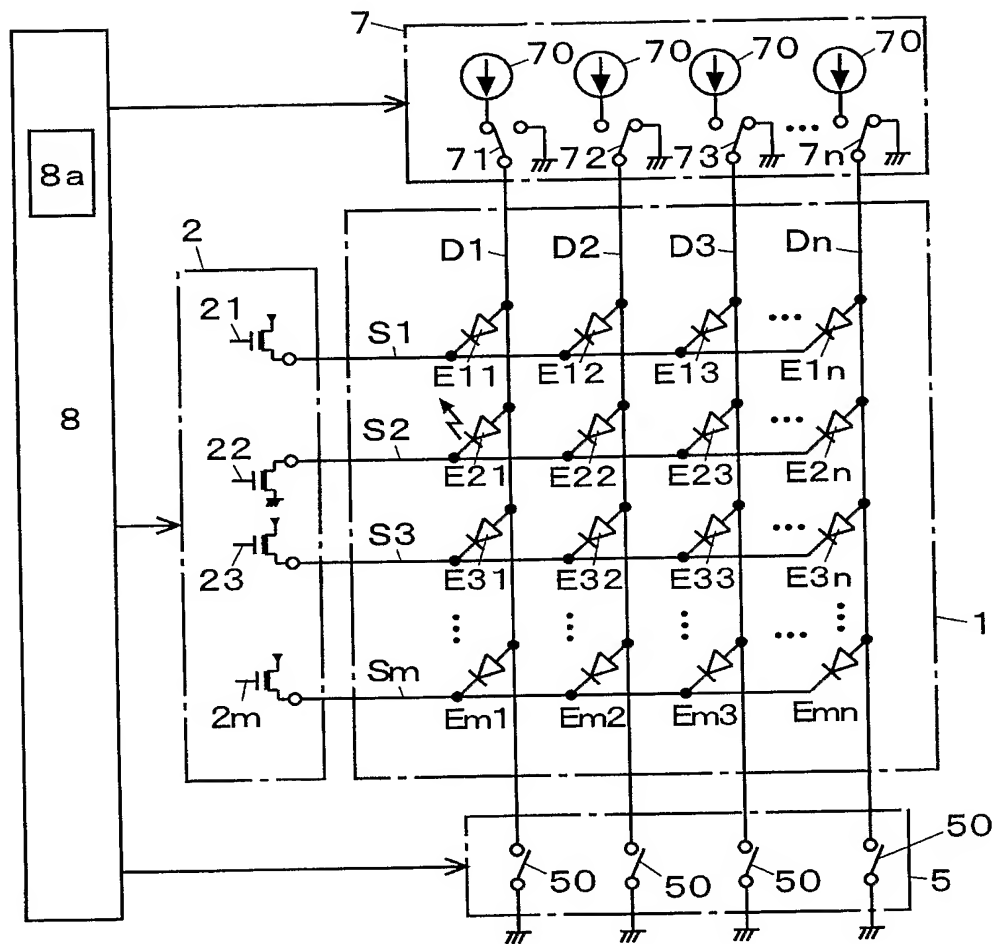 7 70 70 70 70
71 72 73 ... 7n
8a
8
2
D1 D2 D3 Dn
21 S1
E11 E12 E13 ... E1n
22 S2
E21 E22 E23 ... E2n
23 S3
E31 E32 E33 ... E3n
1
2m Sm
Em1 Em2 Em3 Emn
50
50 50 50 5